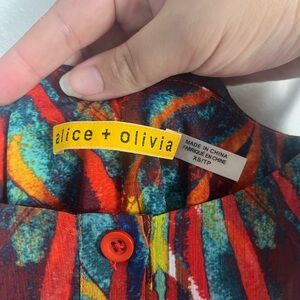 alice + olivia
MADE IN CHINA
FABRIQUÉ EN CHINE
XS/TP